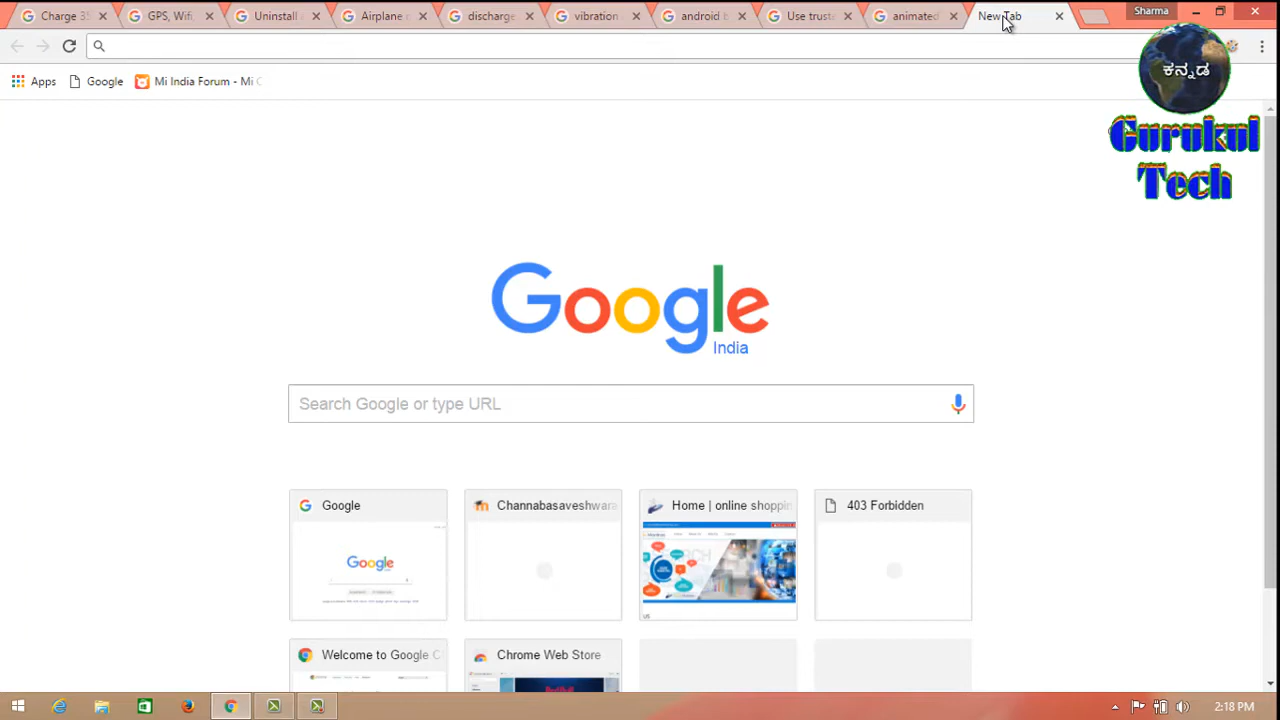 Charge 35
GPS, Wifi,
Uninstall
Airplane
discharge
vibration
android b
Use trust
animated
New Tab
Sharma
Apps
Google
Mi India Forum - Mi C
ಕನ್ನಡ
Gurukul
Tech
Google
India
Search Google or type URL
Google
Channabasaveshwara
Home | online shoppin
403 Forbidden
Google
Welcome to Google C
Chrome Web Store
2:18 PM